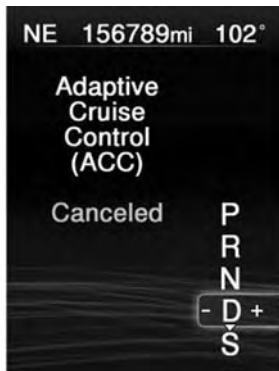 NE 156789mi 102°
Adaptive
Cruise
Control
(ACC)
Canceled
P
R
N
- D +
S